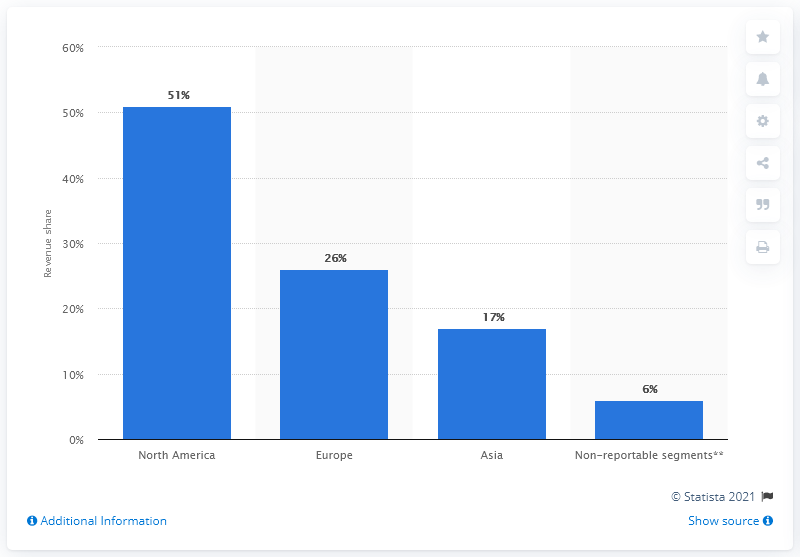 60%
50%
40%
30%
20%
10%
0%
Revenue share
51%
26%
17%
6%
North America
Europe
Asia
Non-reportable segments**
© Statista 2021
Additional Information
Show source